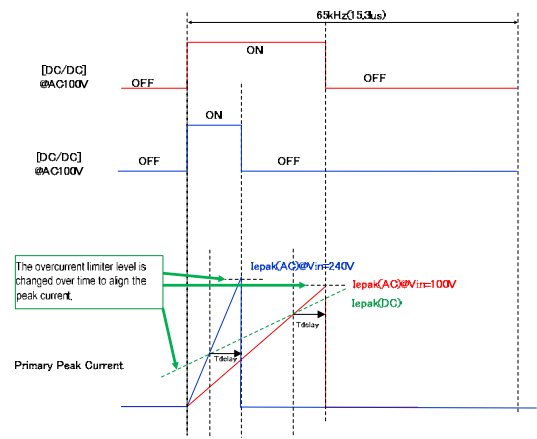 65kHz(15.3us)
ON
[DC/DC]
@AC100V
OFF
OFF
ON
[DC/DC]
@AC100V
OFF
OFF
The overcurrent limiter level is
changed over time to align the
peak current.
Iepak(AC)@Vin=240V
Iepak(AC)@Vin=100V
Iepak(DC)
Tdelay
Tdelay
Primary Peak Current